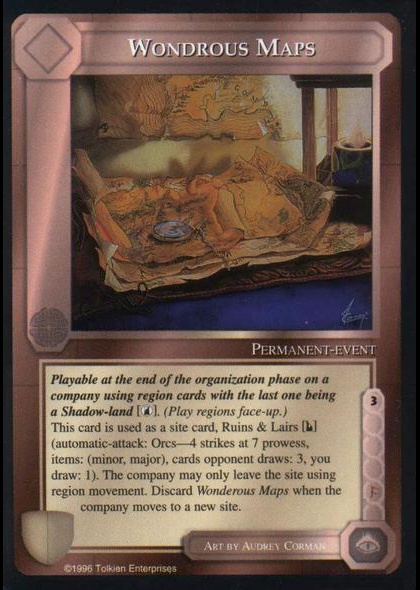 WONDROUS MAPS
PERMANENT-EVENT
Playable at the end of the organization phase on a
company using region cards with the last one being
a Shadow-land []. (Play regions face-up.)
This card is used as a site card, Ruins & Lairs []
(automatic-attack: Orcs—4 strikes at 7 prowess,
items: (minor, major), cards opponent draws: 3, you
draw: 1). The company may only leave the site using
region movement. Discard Wonderous Maps when the
company moves to a new site.
3
F
ART BY AUDREY CORMAN
©1996 Tolkien Enterprises